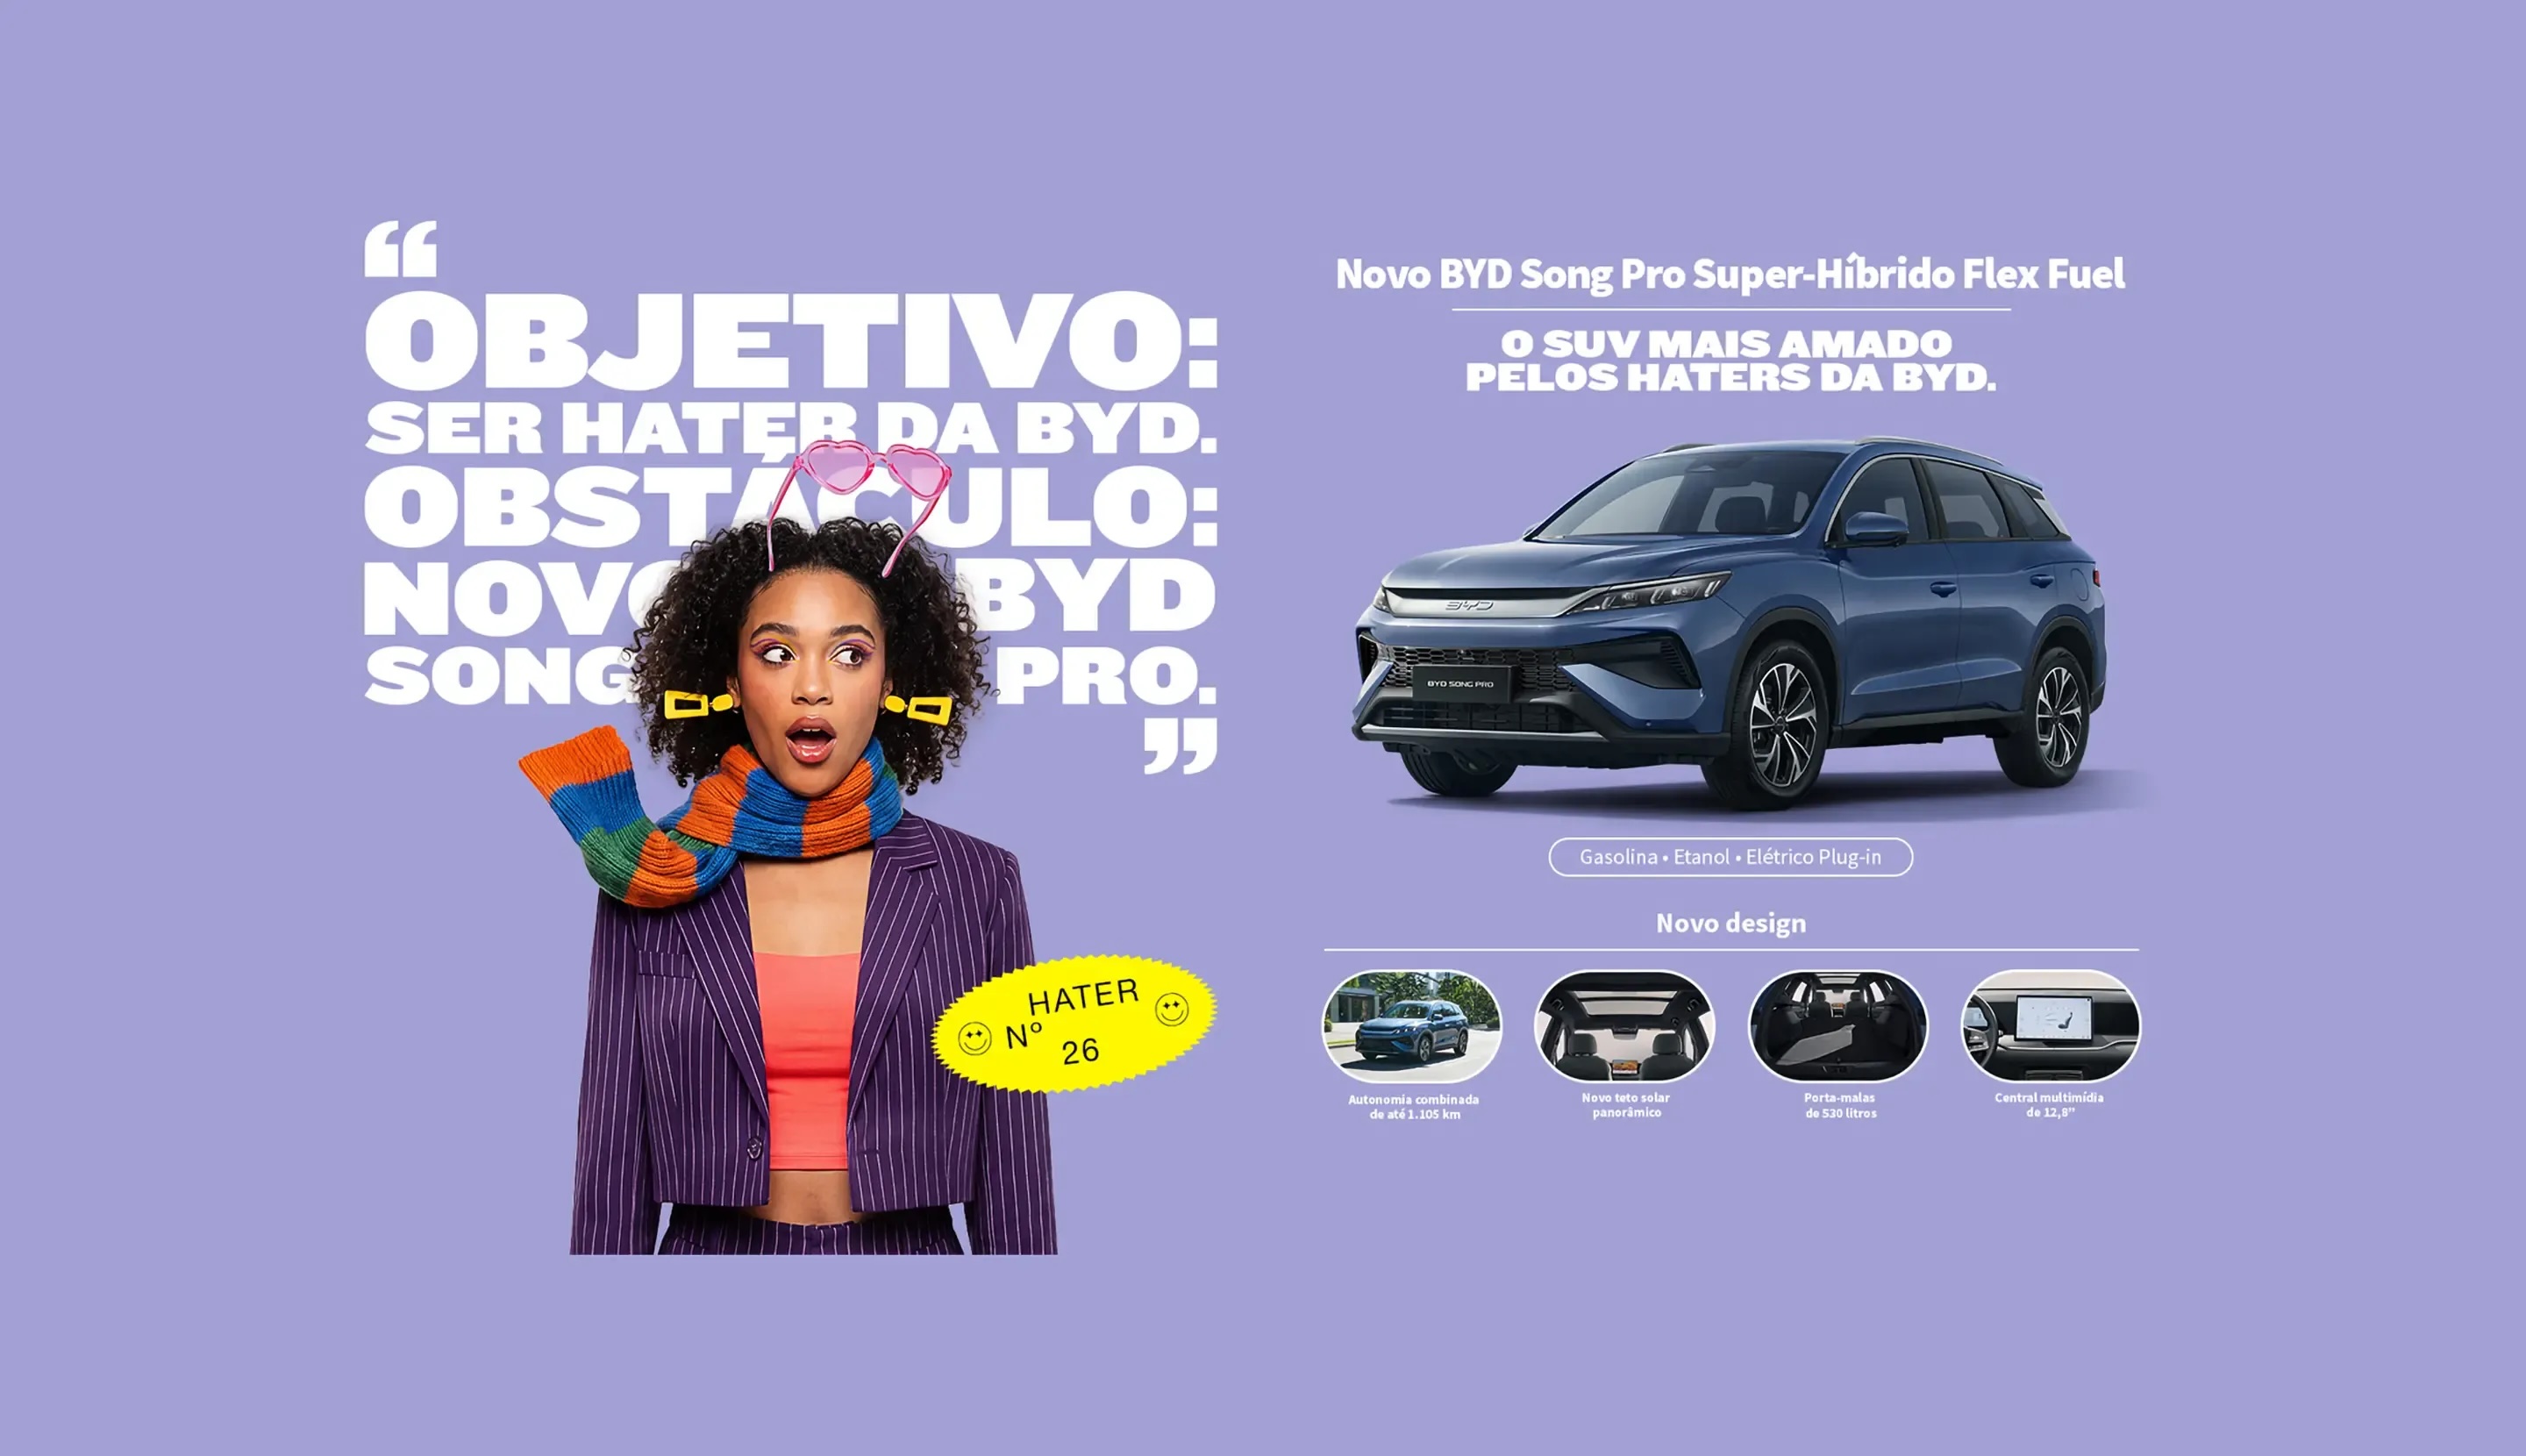 “
OBJETIVO:
SER HATER DA BYD.
OBSTÁCULO:
NOVO BYD
SONG PRO.
”
HATER
Nº
26
Novo BYD Song Pro Super-Híbrido Flex Fuel
O SUV MAIS AMADO
PELOS HATERS DA BYD.
BYD
BYD SONG PRO
Gasolina • Etanol • Elétrico Plug-in
Novo design
Autonomia combinada
de até 1.105 km
Novo teto solar
panorâmico
Porta-malas
de 530 litros
Central multimídia
de 12,8”